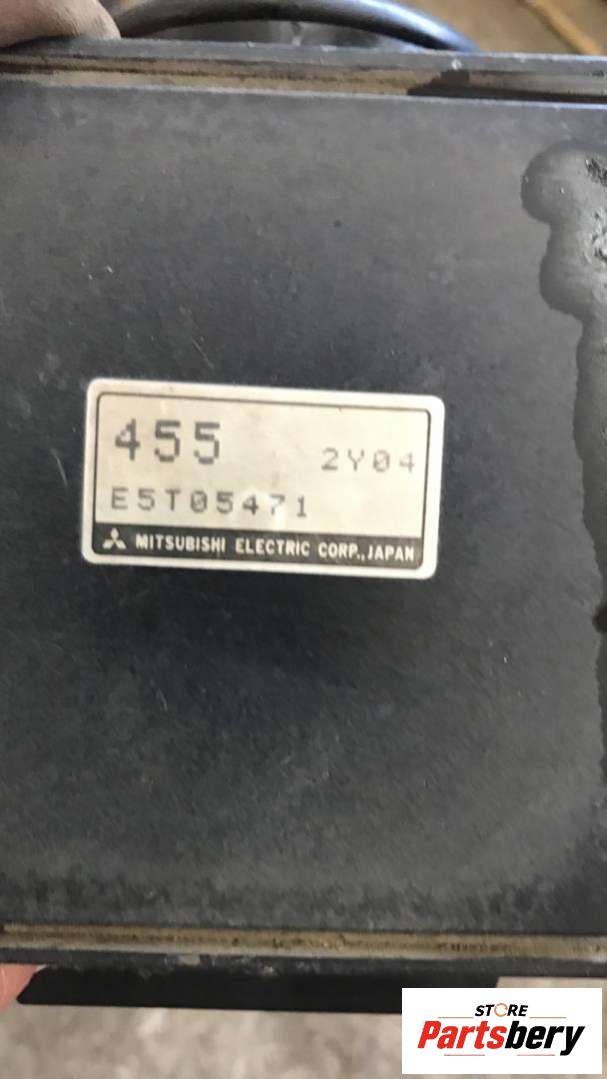 455 2Y04
E5T05471
MITSUBISHI ELECTRIC CORP., JAPAN
STORE
Partsbery